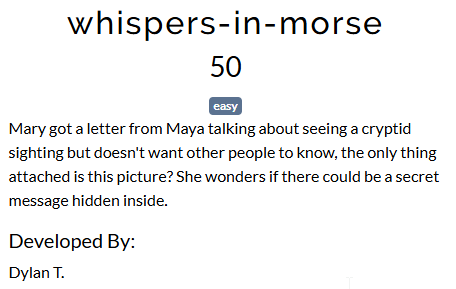 whispers-in-morse
50
easy
Mary got a letter from Maya talking about seeing a cryptid
sighting but doesn't want other people to know, the only thing
attached is this picture? She wonders if there could be a secret
message hidden inside.
Developed By:
Dylan T.